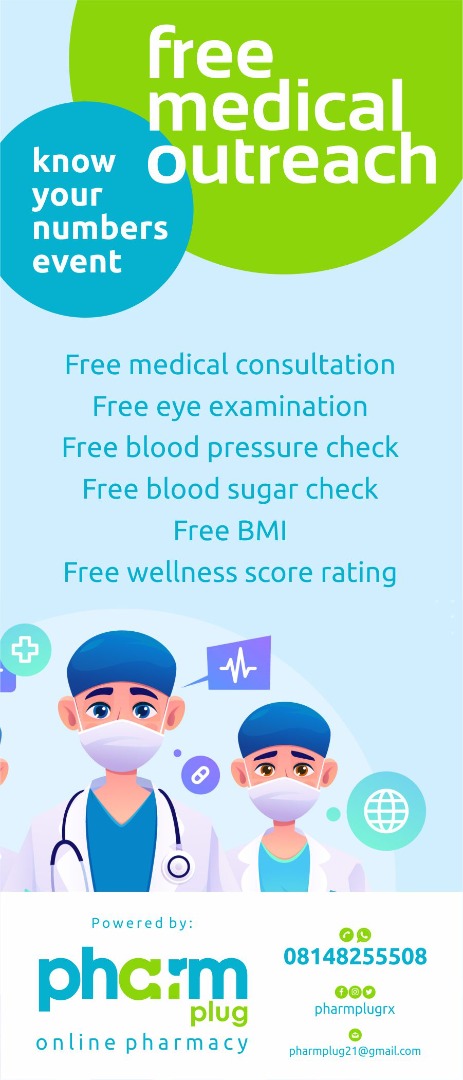 free
medical
outreach
know
your
numbers
event
Free medical consultation
Free eye examination
Free blood pressure check
Free blood sugar check
Free BMI
Free wellness score rating
Powered by:
pharm
plug
online pharmacy
08148255508
pharmplugrx
pharmplug21@gmail.com